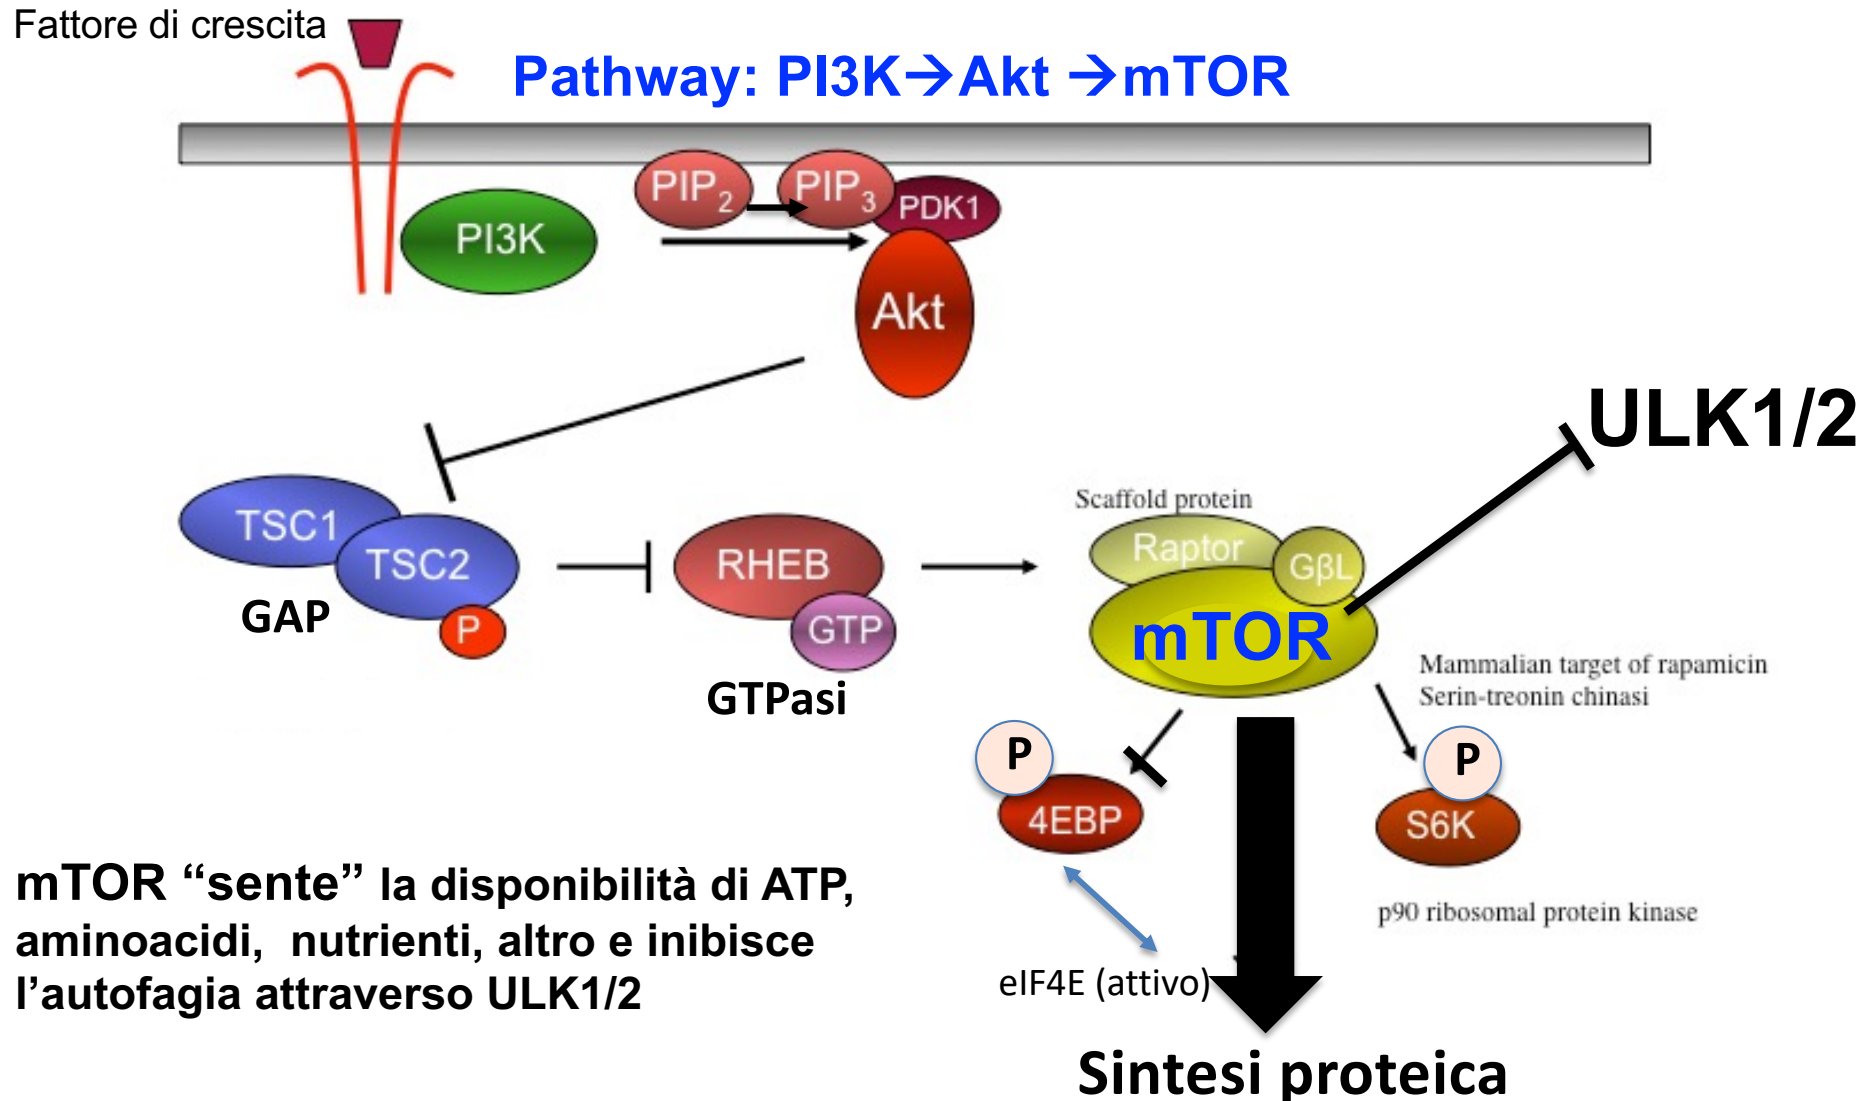 Fattore di crescita
Pathway: PI3K→Akt →mTOR
PIP2
PIP3
PDK1
PI3K
Akt
ULK1/2
Scaffold protein
TSC1
TSC2
P
GAP
RHEB
GTP
GTPasi
Raptor
GβL
mTOR
Mammalian target of rapamicin
Serin-treonin chinasi
P
4EBP
P
S6K
p90 ribosomal protein kinase
mTOR “sente” la disponibilità di ATP,
aminoacidi, nutrienti, altro e inibisce
l’autofagia attraverso ULK1/2
eIF4E (attivo)
Sintesi proteica